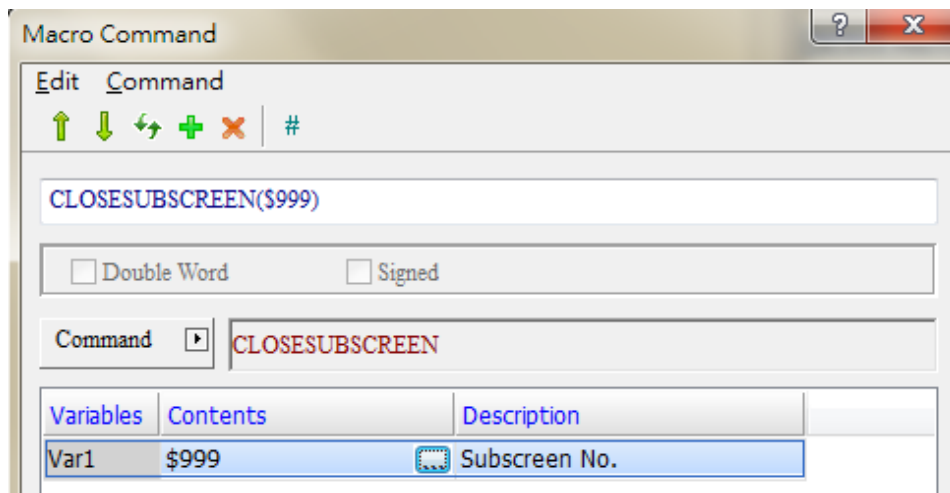 Macro Command
Edit Command
#
CLOSESUBSCREEN($999)
Double Word Signed
Command CLOSESUBSCREEN
Variables Contents Description
Var1 $999 ... Subscreen No.